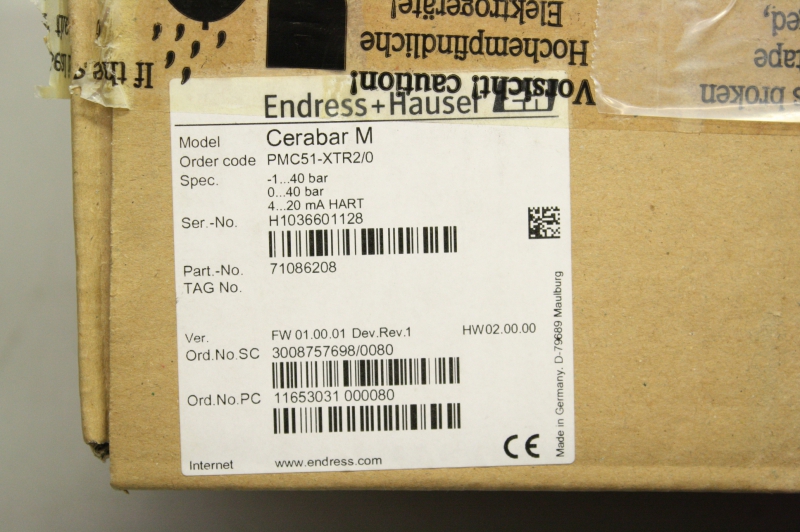 Elektrogeräte!
Hochempfindliche
Vorsicht! caution!
If the
broken
tape
Endress+Hauser
Model Cerabar M
Order code PMC51-XTR2/0
Spec. -1...40 bar
0...40 bar
4...20 mA HART
Ser.-No. H1036601128
Part.-No. 71086208
TAG No.
Ver. FW 01.00.01 Dev.Rev.1 HW02.00.00
Ord.No.SC 3008757698/0080
Ord.No.PC 11653031 000080
Internet www.endress.com
CE
Made in Germany. D-79689 Maulburg